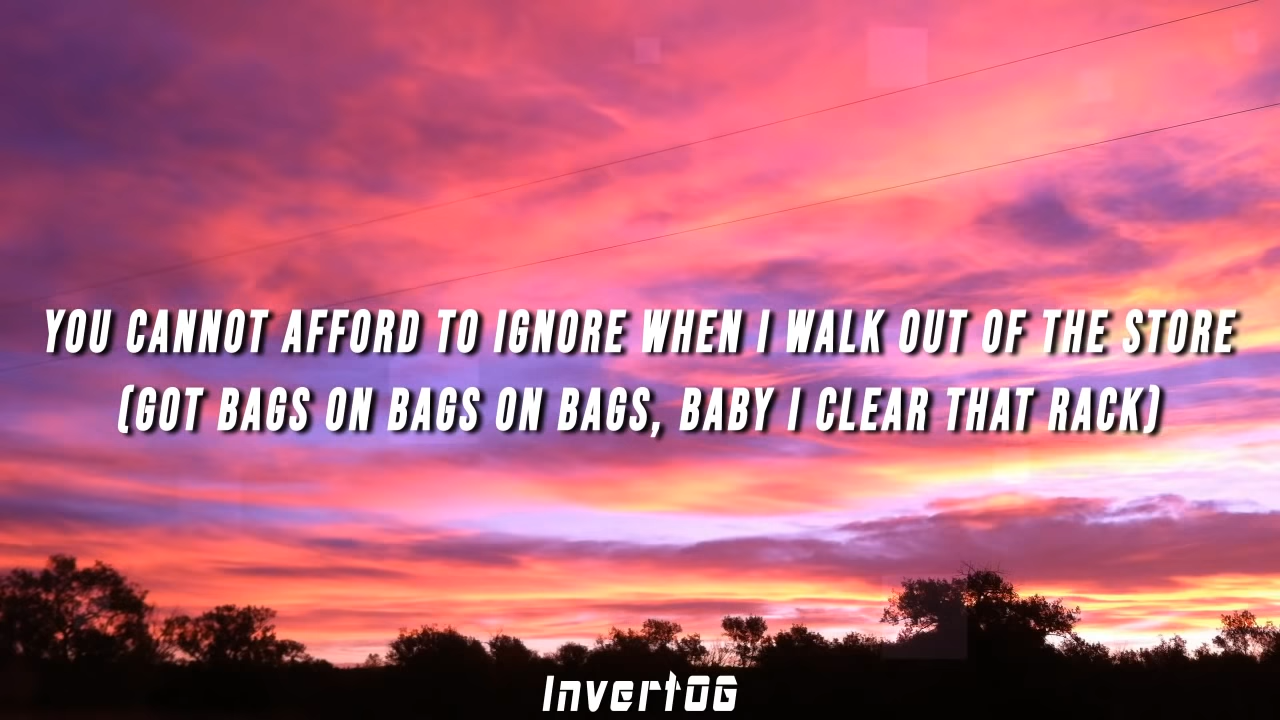 YOU CANNOT AFFORD TO IGNORE WHEN I WALK OUT OF THE STORE
(GOT BAGS ON BAGS ON BAGS, BABY I CLEAR THAT RACK)
InvertOG